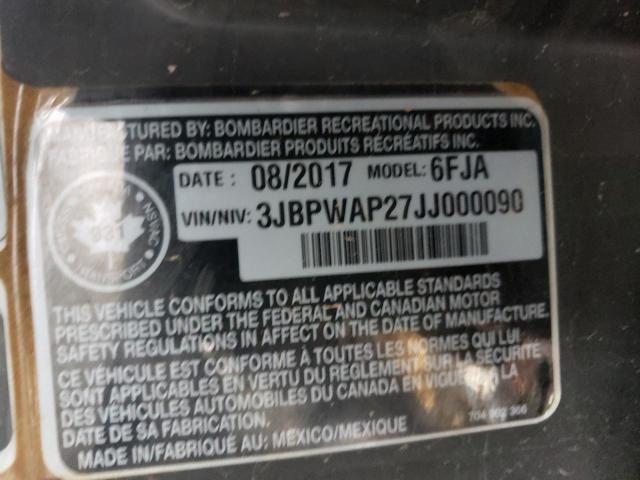 MANUFACTURED BY: BOMBARDIER RECREATIONAL PRODUCTS INC.
FABRIQUÉ PAR: BOMBARDIER PRODUITS RÉCRÉATIFS INC.
DATE : 08/2017 MODEL: 6FJA
VIN/NIV: 3JBPWAP27JJ000090
331
TRANSPORT
THIS VEHICLE CONFORMS TO ALL APPLICABLE STANDARDS
PRESCRIBED UNDER THE FEDERAL AND CANADIAN MOTOR
SAFETY REGULATIONS IN AFFECT ON THE DATE OF MANUFACTURE.
CE VÉHICULE EST CONFORME À TOUTES LES NORMES QUI LUI
SONT APPLICABLES EN VERTU DU RÈGLEMENT SUR LA SÉCURITÉ
DES VÉHICULES AUTOMOBILES DU CANADA EN VIGUEUR À LA
DATE DE SA FABRICATION.
704 902 366
MADE IN/FABRIQUÉ AU: MEXICO/MEXIQUE